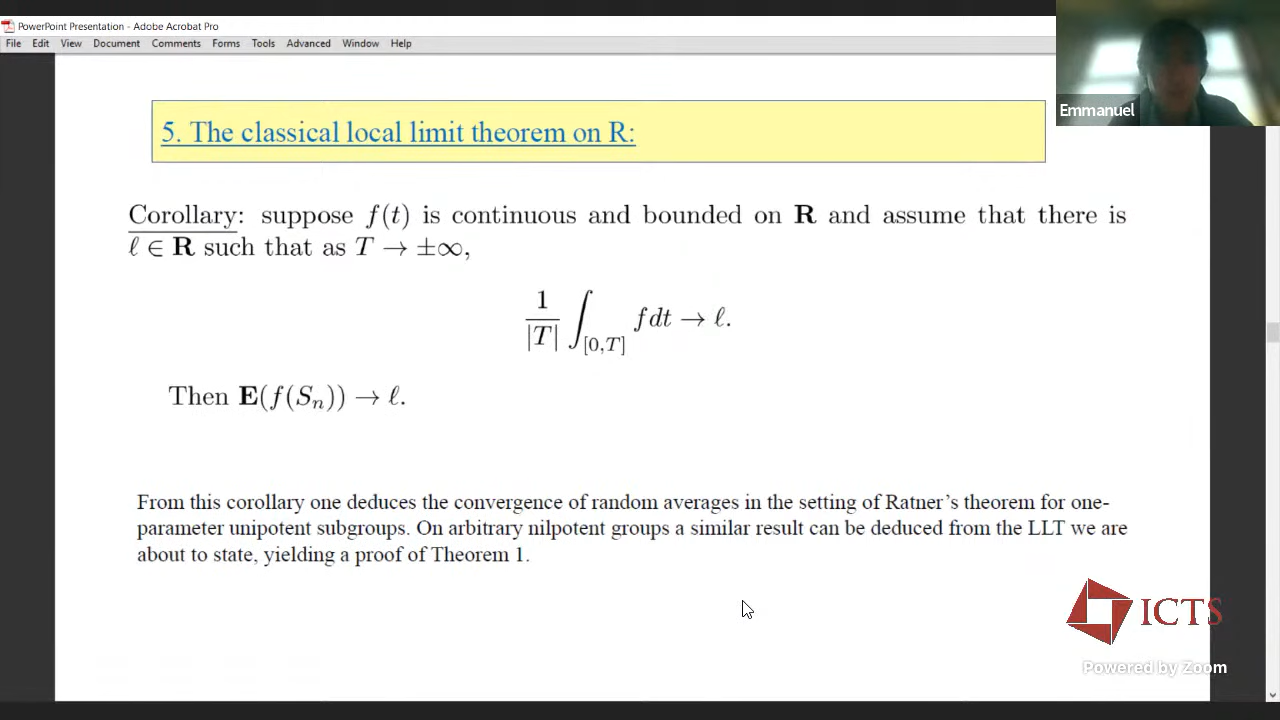 PowerPoint Presentation - Adobe Acrobat Pro
File Edit View Document Comments Forms Tools Advanced Window Help
Emmanuel
5. The classical local limit theorem on R:
Corollary: suppose f(t) is continuous and bounded on R and assume that there is
ℓ ∈ R such that as T → ±∞,
1/|T| ∫_[0,T] fdt → ℓ.
Then E(f(S_n)) → ℓ.
From this corollary one deduces the convergence of random averages in the setting of Ratner's theorem for one-
parameter unipotent subgroups. On arbitrary nilpotent groups a similar result can be deduced from the LLT we are
about to state, yielding a proof of Theorem 1.
ICTS
Powered by Zoom